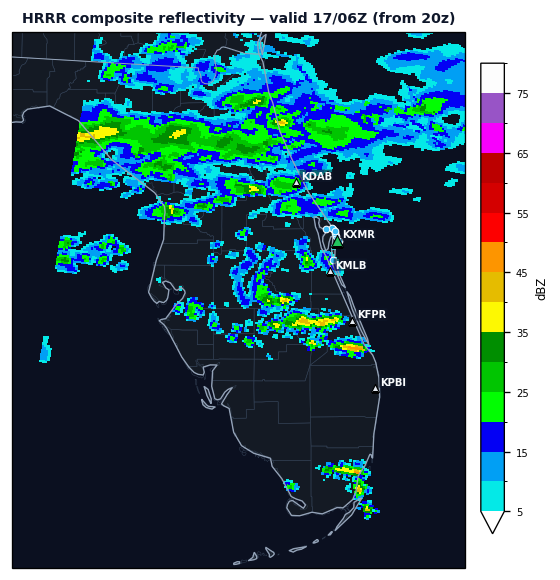 HRRR composite reflectivity — valid 17/06Z (from 20z)
KDAB
KXMR
KMLB
KFPR
KPBI
75
65
55
45
35
25
15
5
dBZ